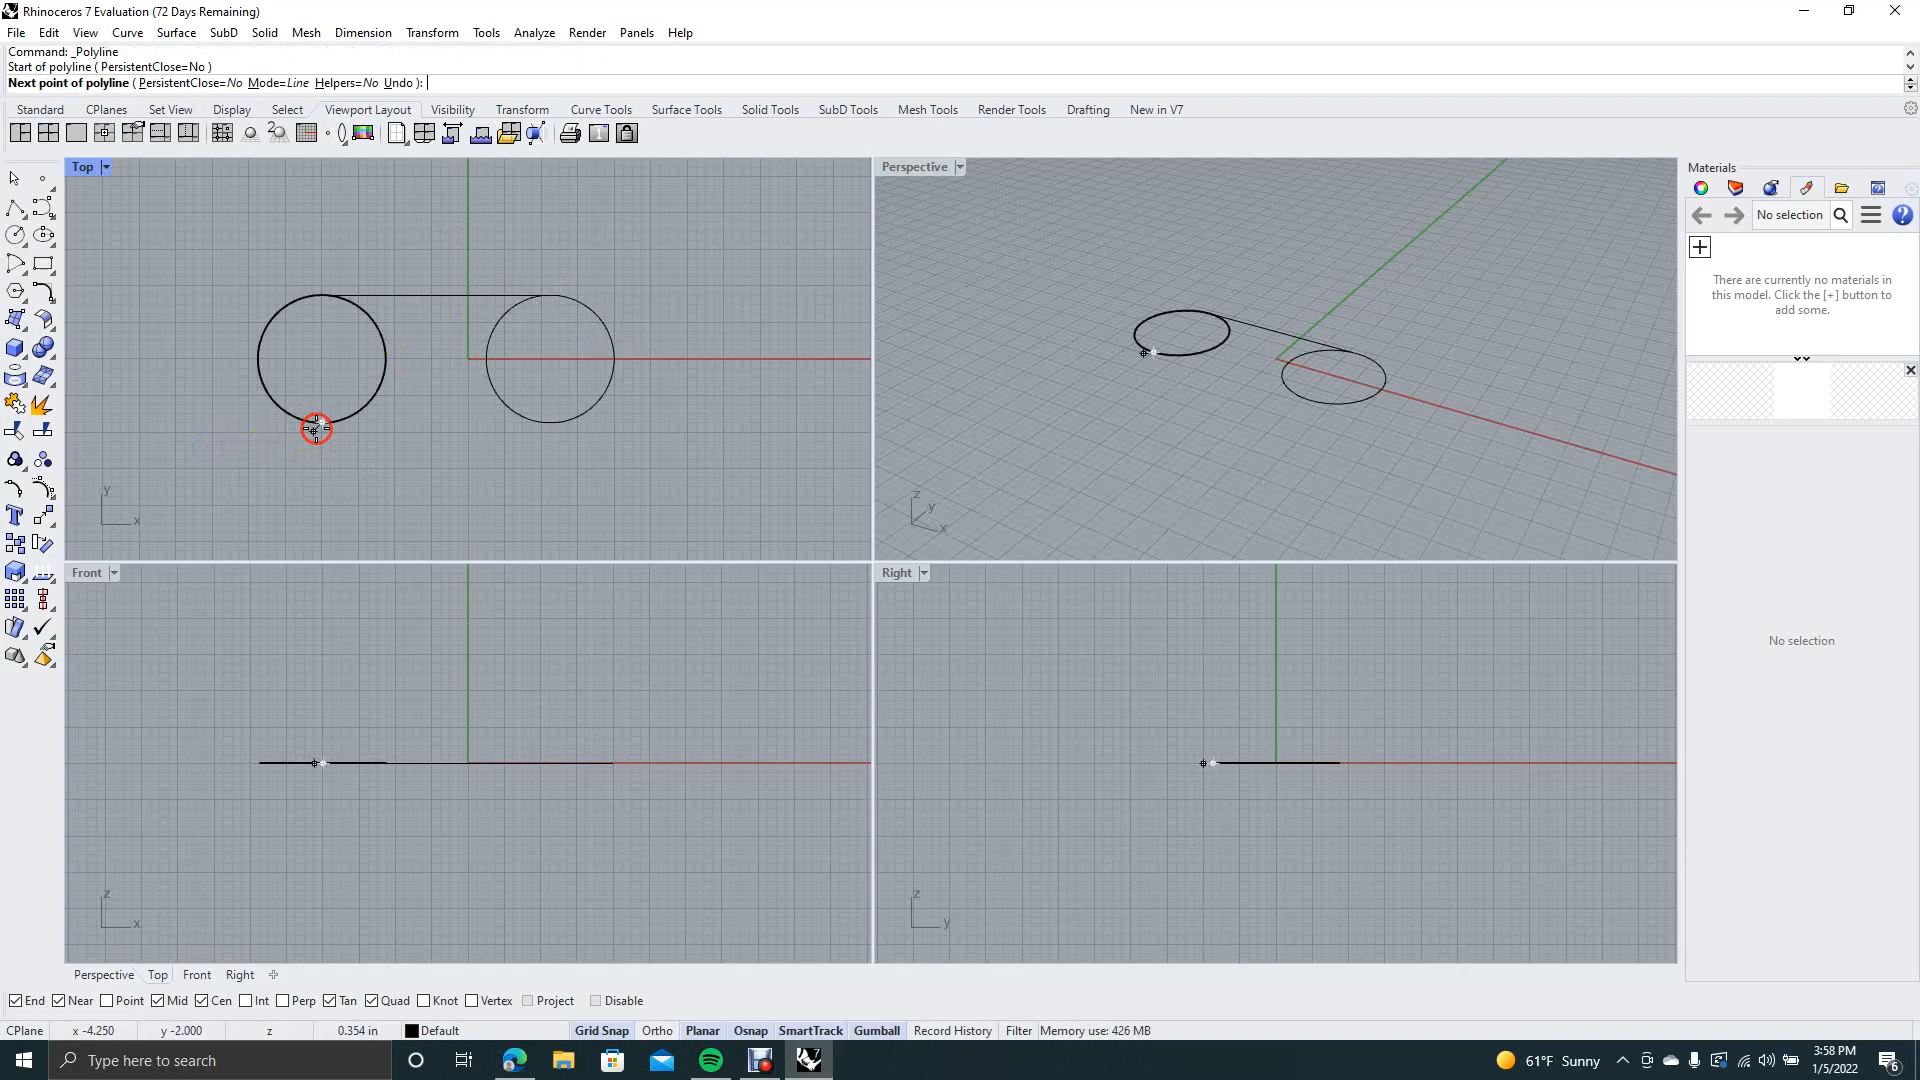 Rhinoceros 7 Evaluation (72 Days Remaining)
File Edit View Curve Surface SubD Solid Mesh Dimension Transform Tools Analyze Render Panels Help
Command: _Polyline
Start of polyline ( PersistentClose=No )
Next point of polyline ( PersistentClose=No Mode=Line Helpers=No Undo ):
Standard CPlanes Set View Display Select Viewport Layout Visibility Transform Curve Tools Surface Tools Solid Tools SubD Tools Mesh Tools Render Tools Drafting New in V7
Top
Perspective
Materials
No selection
There are currently no materials in
this model. Click the [+] button to
add some.
y
x
z
y
x
Front
Right
No selection
z
x
z
y
Perspective Top Front Right
End Near Point Mid Cen Int Perp Tan Quad Knot Vertex Project Disable
CPlane x -4.250 y -2.000 z 0.354 in Default Grid Snap Ortho Planar Osnap SmartTrack Gumball Record History Filter Memory use: 426 MB
Type here to search
61°F Sunny
3:58 PM
1/5/2022
6